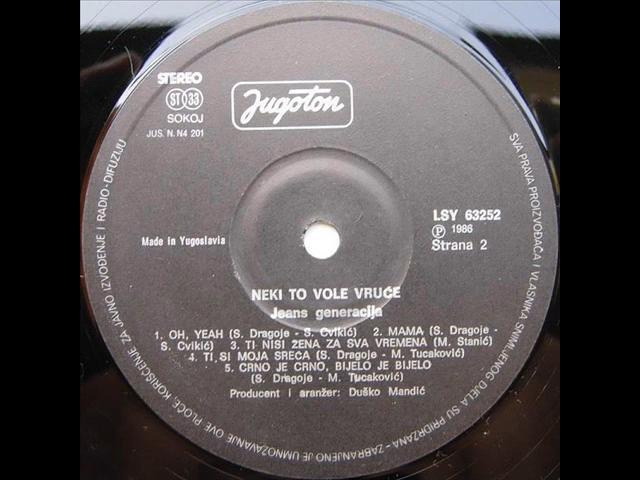 STEREO
ST 33
SOKOJ
JUS. N. N4 201
Jugoton
LSY 63252
Ⓟ 1986
Strana 2
Made in Yugoslavia
NEKI TO VOLE VRUĆE
Jeans generacija
1. OH, YEAH (S. Dragoje - S. Cvikić) 2. MAMA (S. Dragoje -
S. Cvikić) 3. TI NISI ŽENA ZA SVA VREMENA (M. Stanić)
4. TI SI MOJA SREĆA (S. Dragoje - M. Tucaković)
5. CRNO JE CRNO, BIJELO JE BIJELO
(S. Dragoje - M. Tucaković)
Producent i aranžer: Duško Mandić
SVA PRAVA PROIZVOĐAČA I VLASNIKA SNIMLJENOG DJELA SU PRIDRŽANA - ZABRANJENO JE UMNOŽAVANJE OVE PLOČE, KORIŠĆENJE ZA JAVNO IZVOĐENJE I RADIO-DIFUZIJU